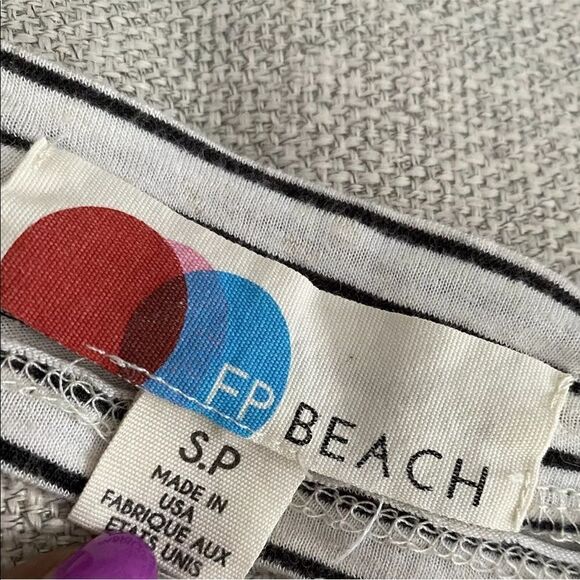 FP BEACH
S.P
MADE IN
USA
FABRIQUE AUX
ETATS UNIS